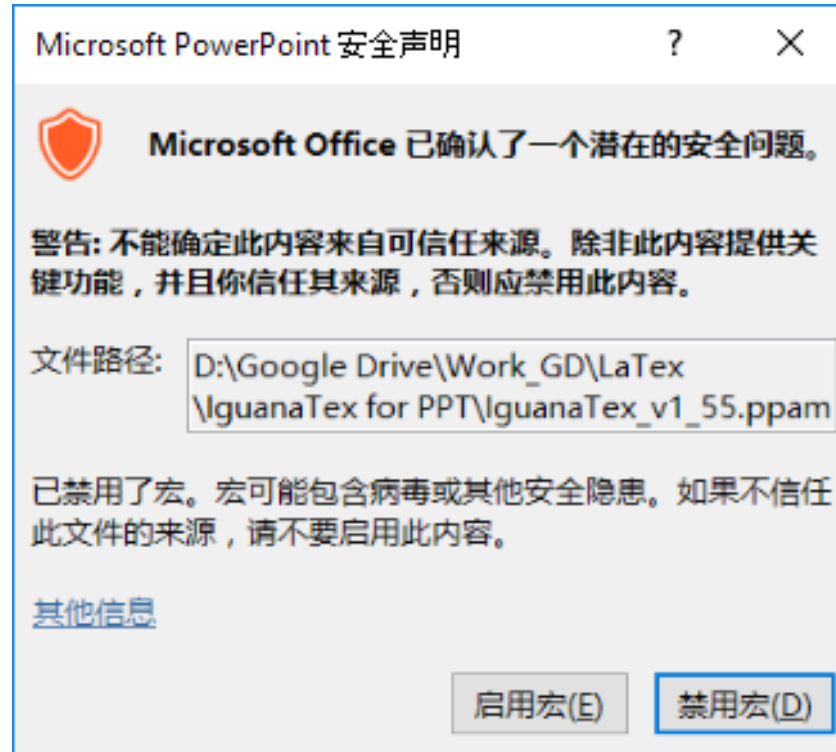 Microsoft PowerPoint 安全声明
?
Microsoft Office 已确认了一个潜在的安全问题。
警告: 不能确定此内容来自可信任来源。除非此内容提供关
键功能，并且你信任其来源，否则应禁用此内容。
文件路径:
D:\Google Drive\Work_GD\LaTex
\IguanaTex for PPT\IguanaTex_v1_55.ppam
已禁用了宏。宏可能包含病毒或其他安全隐患。如果不信任
此文件的来源，请不要启用此内容。
其他信息
启用宏(E)
禁用宏(D)